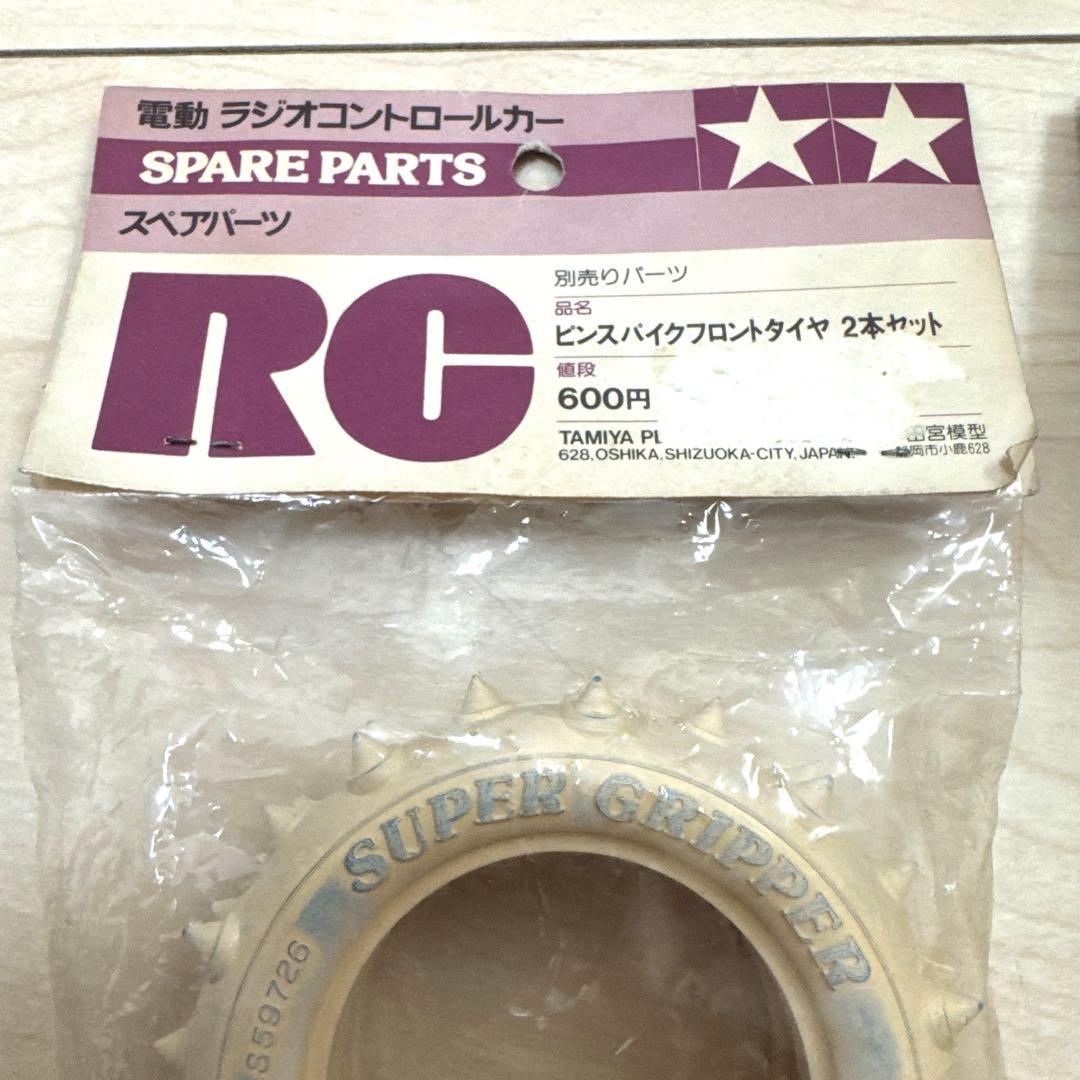 電動 ラジオコントロールカー
SPARE PARTS
スペアパーツ
RC
別売りパーツ
品名
ピンスパイクフロントタイヤ 2本セット
値段
600円
TAMIYA
宮模型
628, OSHIKA, SHIZUOKA-CITY, JAPAN.
岡市小鹿628
SUPER GRIPPER
S59726